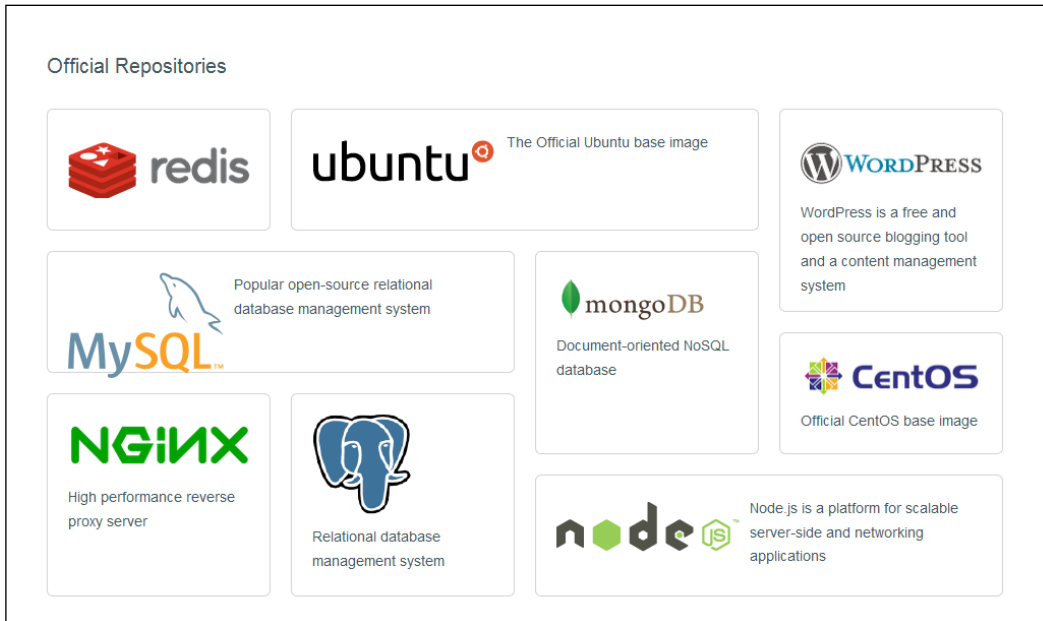 Official Repositories
redis
ubuntu
The Official Ubuntu base image
WORDPRESS
WordPress is a free and
open source blogging tool
and a content management
system
MySQL™
Popular open-source relational
database management system
mongoDB
Document-oriented NoSQL
database
CentOS
Official CentOS base image
NGiNX
High performance reverse
proxy server
Relational database
management system
node JS™
Node.js is a platform for scalable
server-side and networking
applications